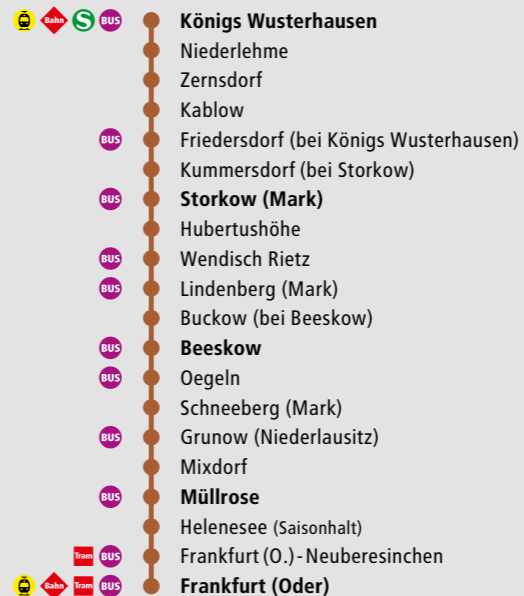 Bahn S BUS Königs Wusterhausen
Niederlehme
Zernsdorf
Kablow
BUS Friedersdorf (bei Königs Wusterhausen)
Kummersdorf (bei Storkow)
BUS Storkow (Mark)
Hubertushöhe
BUS Wendisch Rietz
BUS Lindenberg (Mark)
Buckow (bei Beeskow)
BUS Beeskow
BUS Oegeln
Schneeberg (Mark)
BUS Grunow (Niederlausitz)
Mixdorf
BUS Müllrose
Helenesee (Saisonhalt)
Tram BUS Frankfurt (O.)-Neuberesinchen
Bahn Tram BUS Frankfurt (Oder)